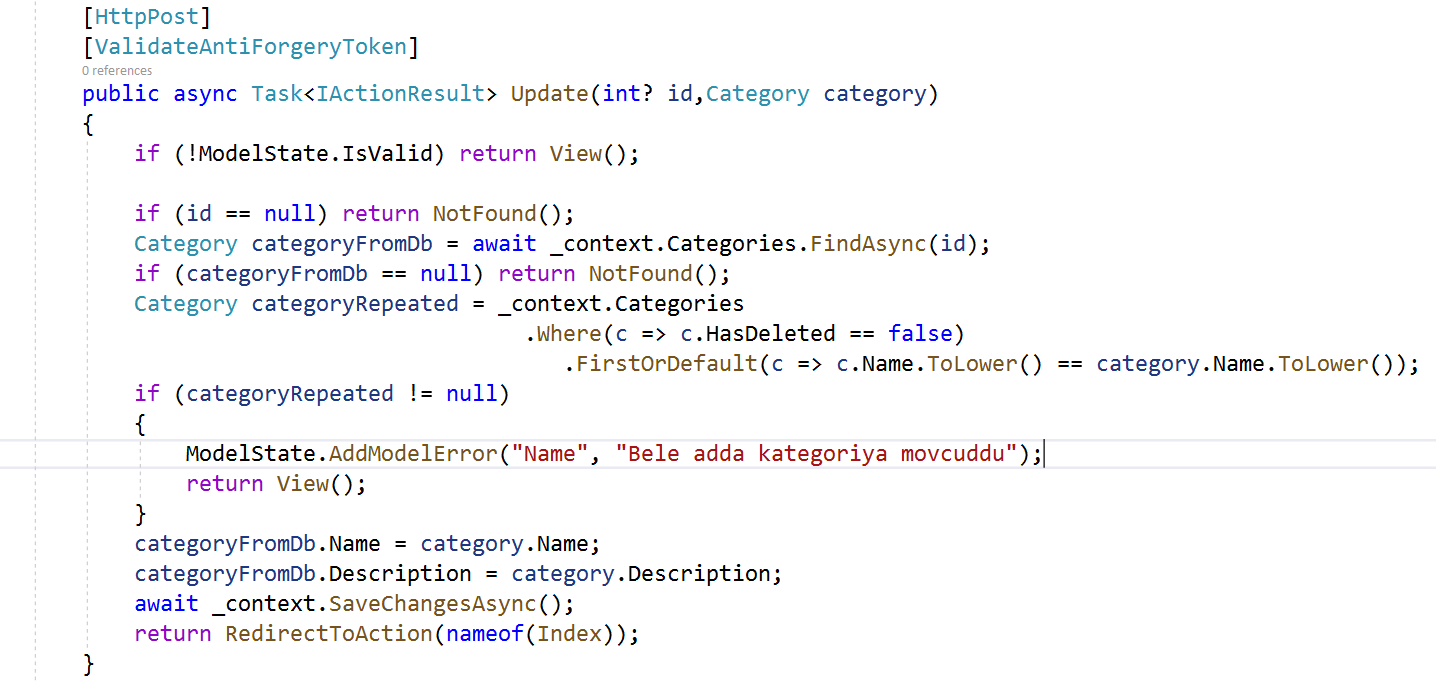 [HttpPost]
[ValidateAntiForgeryToken]
0 references
public async Task<IActionResult> Update(int? id,Category category)
{
if (!ModelState.IsValid) return View();
if (id == null) return NotFound();
Category categoryFromDb = await _context.Categories.FindAsync(id);
if (categoryFromDb == null) return NotFound();
Category categoryRepeated = _context.Categories
.Where(c => c.HasDeleted == false)
.FirstOrDefault(c => c.Name.ToLower() == category.Name.ToLower());
if (categoryRepeated != null)
{
ModelState.AddModelError("Name", "Bele adda kategoriya movcuddu");
return View();
}
categoryFromDb.Name = category.Name;
categoryFromDb.Description = category.Description;
await _context.SaveChangesAsync();
return RedirectToAction(nameof(Index));
}